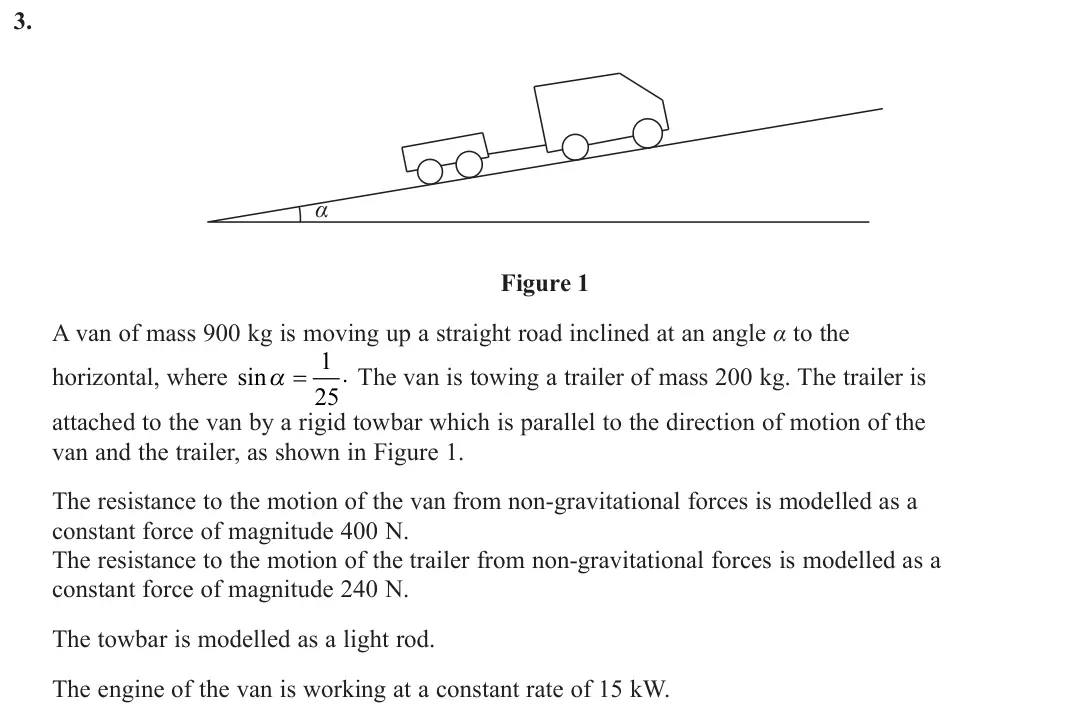 3.
α
Figure 1
A van of mass 900 kg is moving up a straight road inclined at an angle α to the
horizontal, where sin α = 1/25. The van is towing a trailer of mass 200 kg. The trailer is
attached to the van by a rigid towbar which is parallel to the direction of motion of the
van and the trailer, as shown in Figure 1.
The resistance to the motion of the van from non-gravitational forces is modelled as a
constant force of magnitude 400 N.
The resistance to the motion of the trailer from non-gravitational forces is modelled as a
constant force of magnitude 240 N.
The towbar is modelled as a light rod.
The engine of the van is working at a constant rate of 15 kW.